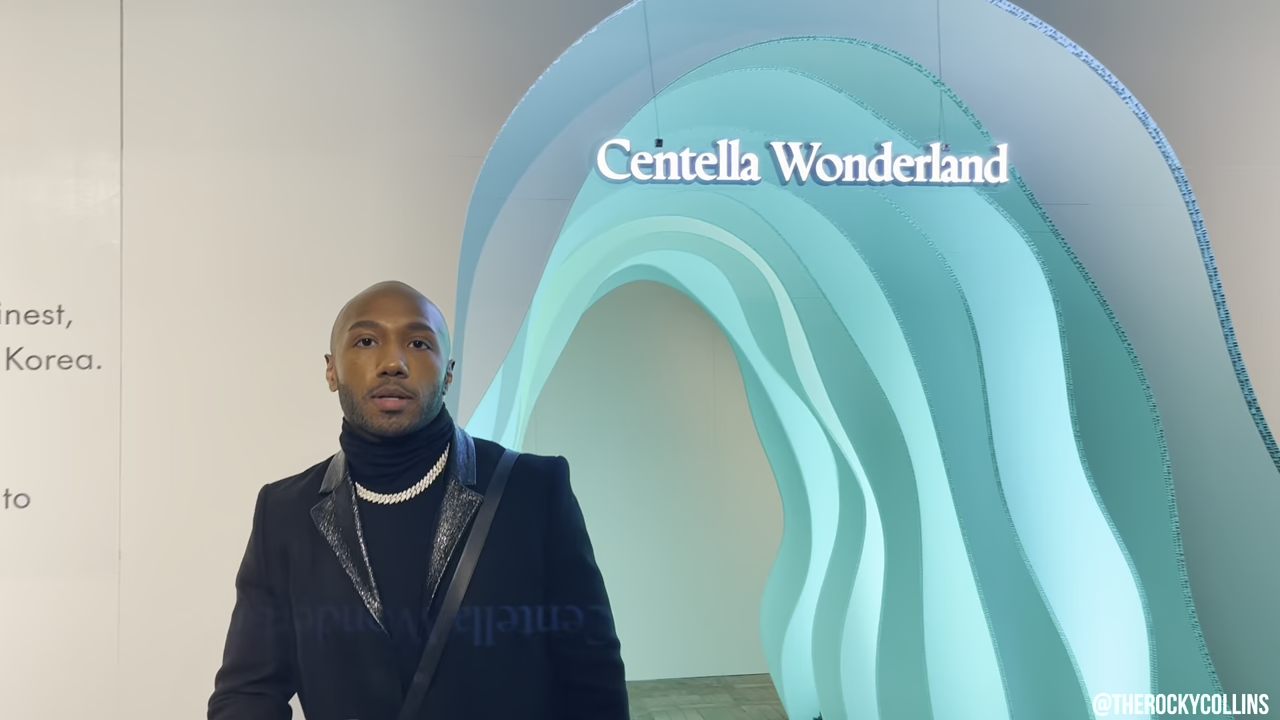 Centella Wonderland
inest,
Korea.
to
@THEROCKYCOLLINS